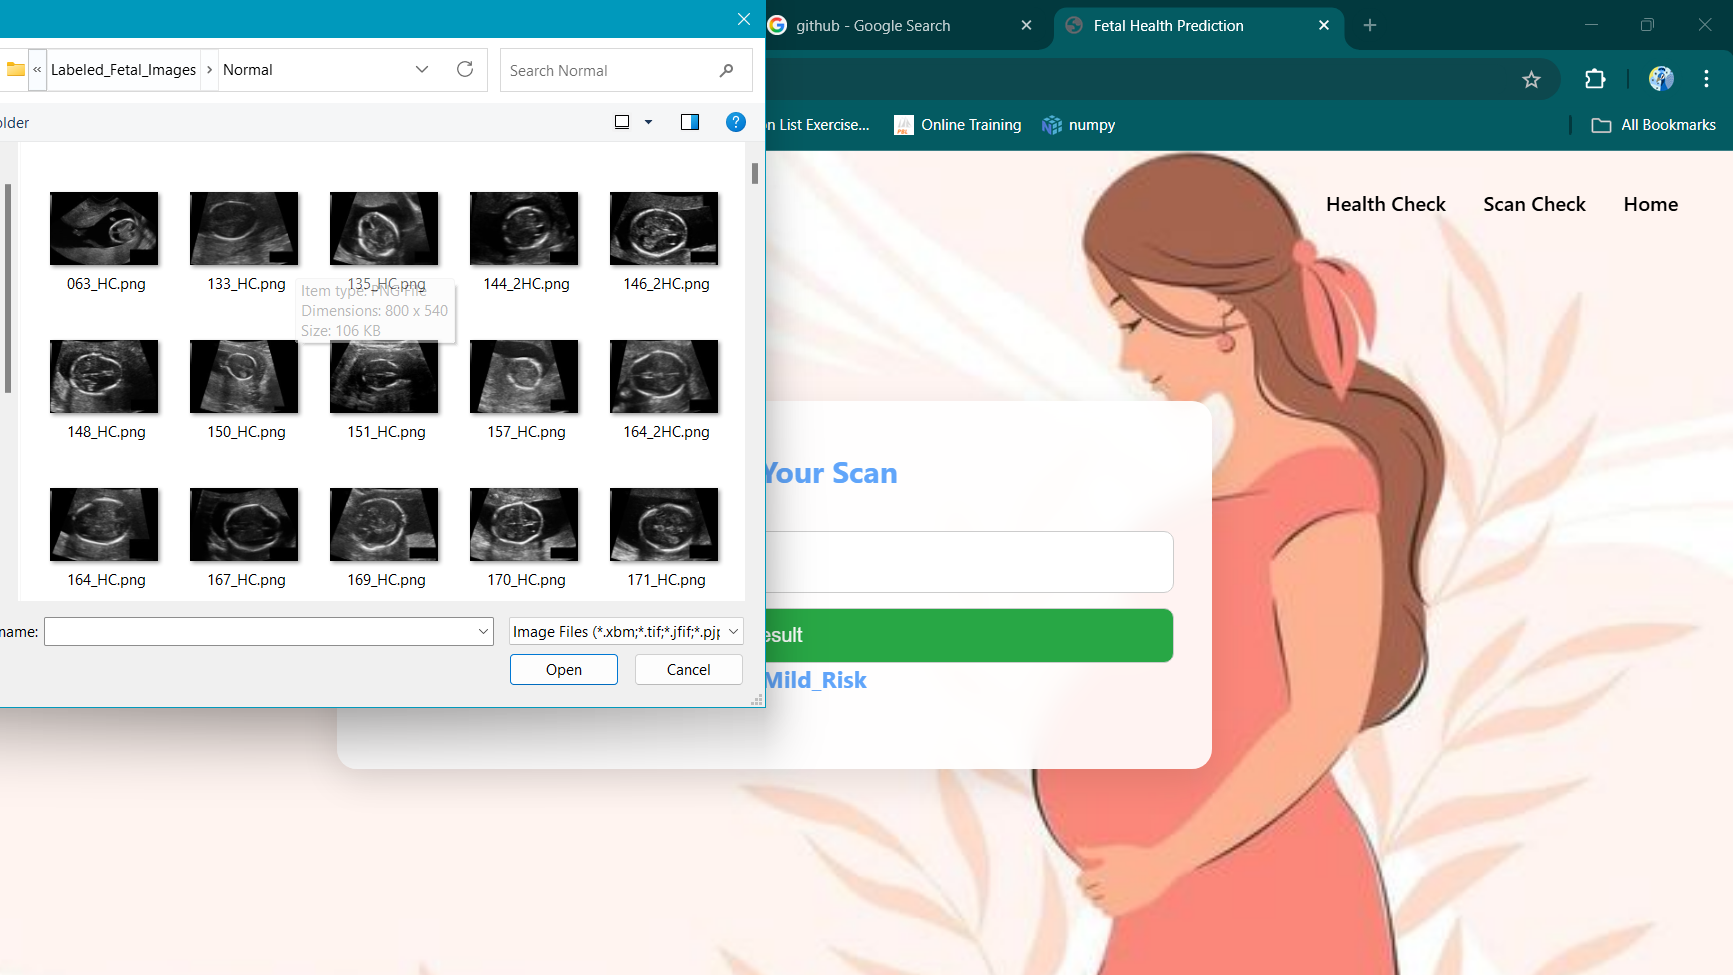 github - Google Search
Fetal Health Prediction
« Labeled_Fetal_Images > Normal
Search Normal
older
on List Exercise...
Online Training
numpy
All Bookmarks
Health Check
Scan Check
Home
063_HC.png
133_HC.png
135_HC.png
144_2HC.png
146_2HC.png
Item type: PNG File
Dimensions: 800 x 540
Size: 106 KB
148_HC.png
150_HC.png
151_HC.png
157_HC.png
164_2HC.png
164_HC.png
167_HC.png
169_HC.png
170_HC.png
171_HC.png
Your Scan
name:
Image Files (*.xbm;*.tif;*.jfif;*.pjp
esult
Open
Cancel
Mild_Risk